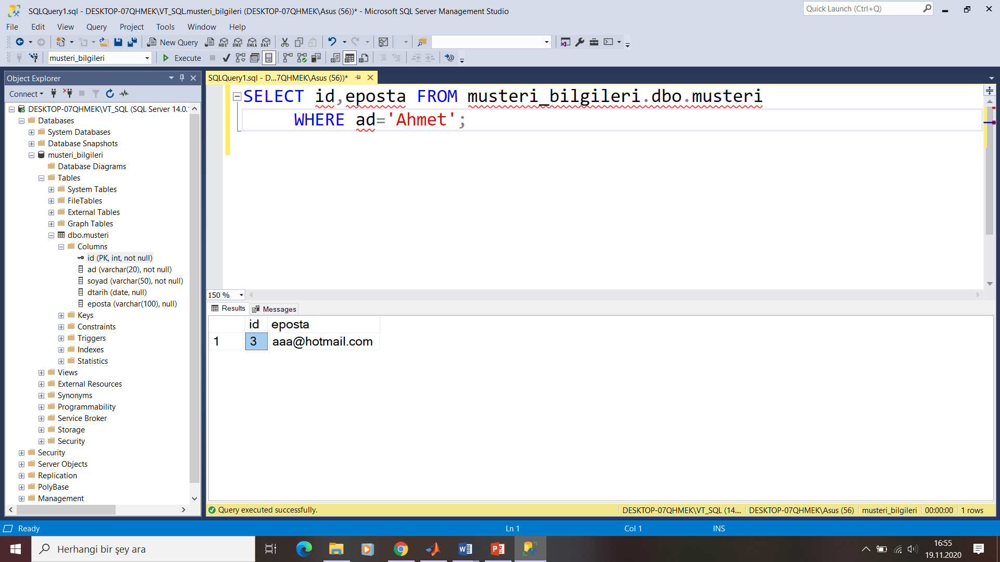 SQLQuery1.sql - DESKTOP-07QHMEK\VT_SQL.musteri_bilgileri (DESKTOP-07QHMEK\Asus (56))* - Microsoft SQL Server Management Studio
Quick Launch (Ctrl+Q)
File Edit View Query Project Tools Window Help
New Query MDX DMX XMLA DAX
musteri_bilgileri Execute
Object Explorer
SQLQuery1.sql - D...7QHMEK\Asus (56))*
Connect
SELECT id,eposta FROM musteri_bilgileri.dbo.musteri
WHERE ad='Ahmet';
DESKTOP-07QHMEK\VT_SQL (SQL Server 14.0.
Databases
System Databases
Database Snapshots
musteri_bilgileri
Database Diagrams
Tables
System Tables
FileTables
External Tables
Graph Tables
dbo.musteri
Columns
id (PK, int, not null)
ad (varchar(20), not null)
soyad (varchar(50), not null)
dtarih (date, null)
eposta (varchar(100), null)
Keys
Constraints
Triggers
Indexes
Statistics
Views
External Resources
Synonyms
Programmability
Service Broker
Storage
Security
Security
Server Objects
Replication
PolyBase
Management
150 %
Results Messages
id eposta
1 3 aaa@hotmail.com
Query executed successfully. DESKTOP-07QHMEK\VT_SQL (14.... DESKTOP-07QHMEK\Asus (56) musteri_bilgileri 00:00:00 1 rows
Ready Ln 1 Col 1 INS
Herhangi bir şey ara
16:55
19.11.2020